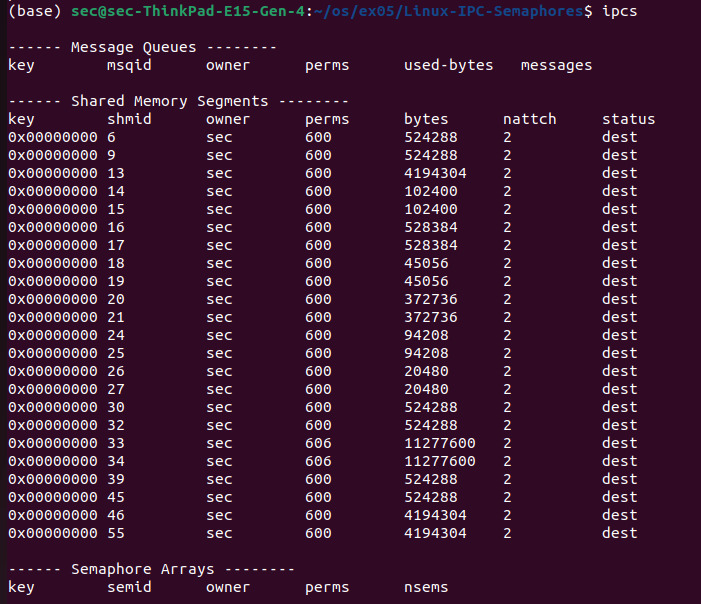 (base) sec@sec-ThinkPad-E15-Gen-4:~/os/ex05/Linux-IPC-Semaphores$ ipcs

------ Message Queues --------
key        msqid      owner      perms      used-bytes   messages

------ Shared Memory Segments --------
key        shmid      owner      perms      bytes      nattch     status
0x00000000 6          sec        600        524288     2          dest
0x00000000 9          sec        600        524288     2          dest
0x00000000 13         sec        600        4194304    2          dest
0x00000000 14         sec        600        102400     2          dest
0x00000000 15         sec        600        102400     2          dest
0x00000000 16         sec        600        528384     2          dest
0x00000000 17         sec        600        528384     2          dest
0x00000000 18         sec        600        45056      2          dest
0x00000000 19         sec        600        45056      2          dest
0x00000000 20         sec        600        372736     2          dest
0x00000000 21         sec        600        372736     2          dest
0x00000000 24         sec        600        94208      2          dest
0x00000000 25         sec        600        94208      2          dest
0x00000000 26         sec        600        20480      2          dest
0x00000000 27         sec        600        20480      2          dest
0x00000000 30         sec        600        524288     2          dest
0x00000000 32         sec        600        524288     2          dest
0x00000000 33         sec        606        11277600   2          dest
0x00000000 34         sec        606        11277600   2          dest
0x00000000 39         sec        600        524288     2          dest
0x00000000 45         sec        600        524288     2          dest
0x00000000 46         sec        600        4194304    2          dest
0x00000000 55         sec        600        4194304    2          dest

------ Semaphore Arrays --------
key        semid      owner      perms      nsems